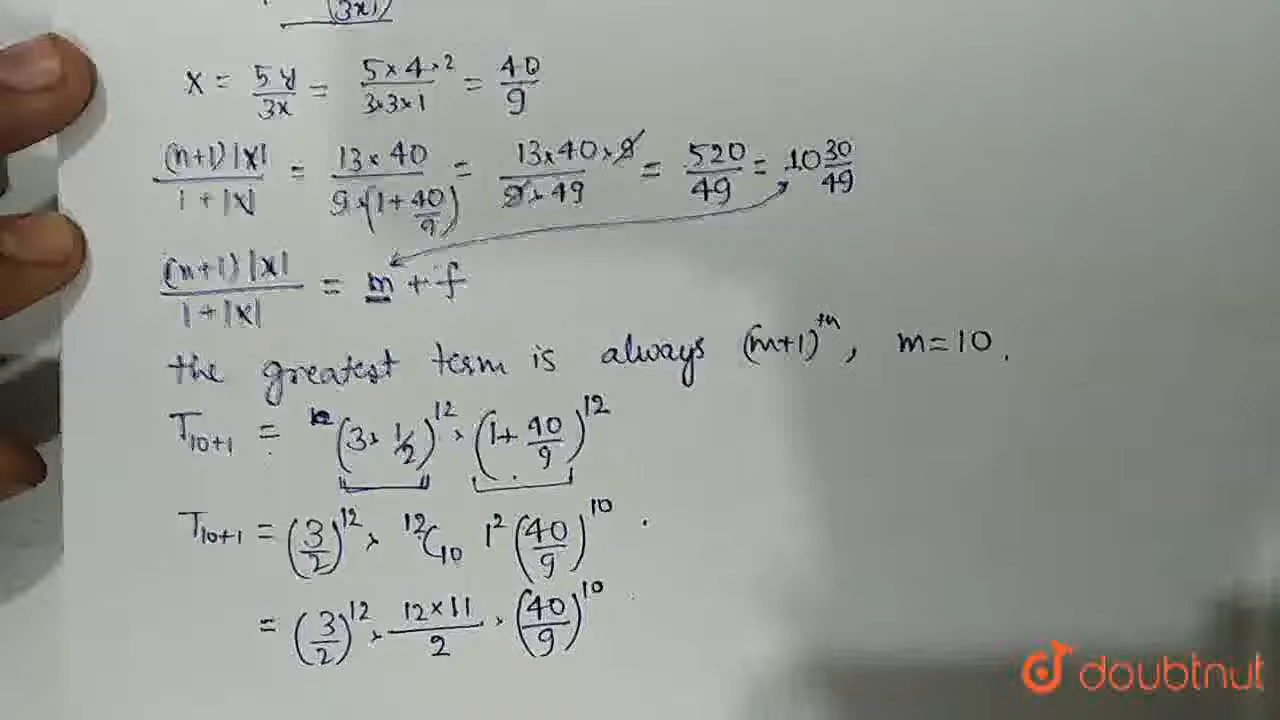 (3x1)
x = 5y/3x = 5×4×2/3×3×1 = 40/9
(n+1)|x|/1+|x| = 13×40/9×(1+40/9) = 13×40×9/9×49 = 520/49 = 10 30/49
(n+1)|x|/1+|x| = m + f
the greatest term is always (m+1)th, m=10.
T10+1 = (3×1/2)^12 × (1+40/9)^12
T10+1 = (3/2)^12 × 12C10 1^2 (40/9)^10.
= (3/2)^12 × 12×11/2 × (40/9)^10
doubtnut